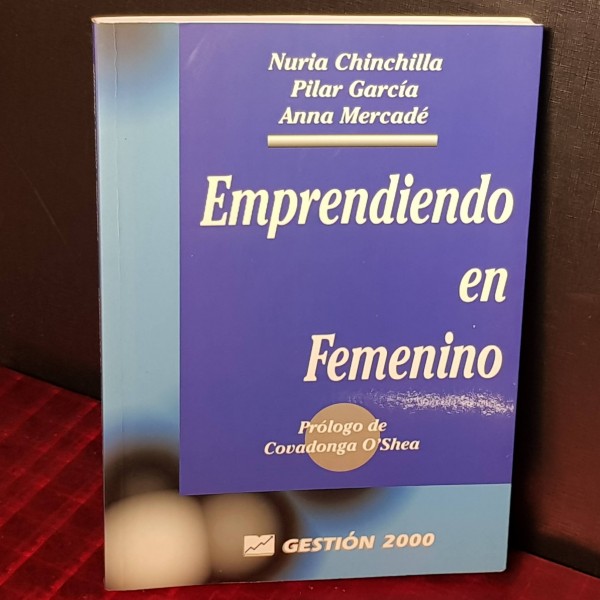 Nuria Chinchilla
Pilar García
Anna Mercadé
Emprendiendo
en
Femenino
Prólogo de
Covadonga O'Shea
GESTIÓN 2000